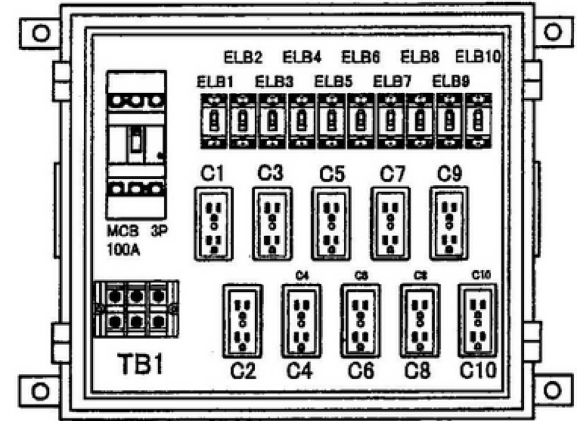 ELB2 ELB4 ELB6 ELB8 ELB10
ELB1 ELB3 ELB5 ELB7 ELB9
C1 C3 C5 C7 C9
MCB 3P
100A
C4 C6 C8 C10
TB1
C2 C4 C6 C8 C10